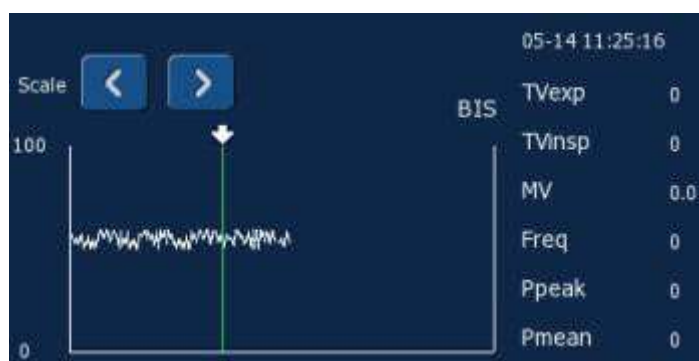 05-14 11:25:16
Scale
BIS
100
0
TVexp 0
TVinsp 0
MV 0.0
Freq 0
Ppeak 0
Pmean 0